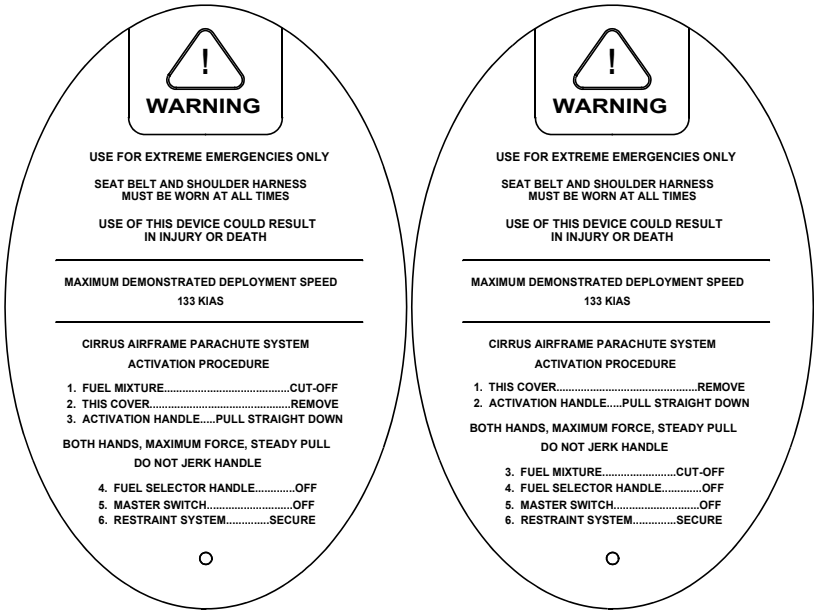 !
WARNING
USE FOR EXTREME EMERGENCIES ONLY
SEAT BELT AND SHOULDER HARNESS
MUST BE WORN AT ALL TIMES
USE OF THIS DEVICE COULD RESULT
IN INJURY OR DEATH
MAXIMUM DEMONSTRATED DEPLOYMENT SPEED
133 KIAS
CIRRUS AIRFRAME PARACHUTE SYSTEM
ACTIVATION PROCEDURE
1. FUEL MIXTURE..........................................CUT-OFF
2. THIS COVER...............................................REMOVE
3. ACTIVATION HANDLE.....PULL STRAIGHT DOWN
BOTH HANDS, MAXIMUM FORCE, STEADY PULL
DO NOT JERK HANDLE
4. FUEL SELECTOR HANDLE............OFF
5. MASTER SWITCH..........................OFF
6. RESTRAINT SYSTEM.............SECURE
!
WARNING
USE FOR EXTREME EMERGENCIES ONLY
SEAT BELT AND SHOULDER HARNESS
MUST BE WORN AT ALL TIMES
USE OF THIS DEVICE COULD RESULT
IN INJURY OR DEATH
MAXIMUM DEMONSTRATED DEPLOYMENT SPEED
133 KIAS
CIRRUS AIRFRAME PARACHUTE SYSTEM
ACTIVATION PROCEDURE
1. THIS COVER...............................................REMOVE
2. ACTIVATION HANDLE.....PULL STRAIGHT DOWN
BOTH HANDS, MAXIMUM FORCE, STEADY PULL
DO NOT JERK HANDLE
3. FUEL MIXTURE......................CUT-OFF
4. FUEL SELECTOR HANDLE............OFF
5. MASTER SWITCH..........................OFF
6. RESTRAINT SYSTEM.............SECURE